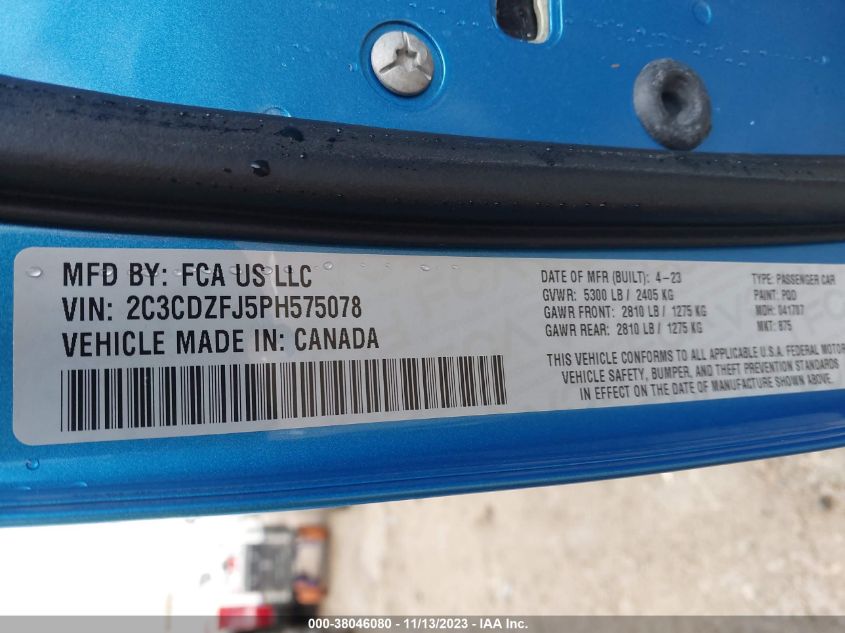 MFD BY: FCA US LLC
VIN: 2C3CDZFJ5PH575078
VEHICLE MADE IN: CANADA
DATE OF MFR (BUILT): 4-23
GVWR: 5300 LB / 2405 KG
GAWR FRONT: 2810 LB / 1275 KG
GAWR REAR: 2810 LB / 1275 KG
TYPE: PASSENGER CAR
PAINT: PQD
MDH: 041707
MKT: 875
THIS VEHICLE CONFORMS TO ALL APPLICABLE U.S.A. FEDERAL MOTOR
VEHICLE SAFETY, BUMPER, AND THEFT PREVENTION STANDARDS
IN EFFECT ON THE DATE OF MANUFACTURE SHOWN ABOVE.
000-38046080 - 11/13/2023 - IAA Inc.